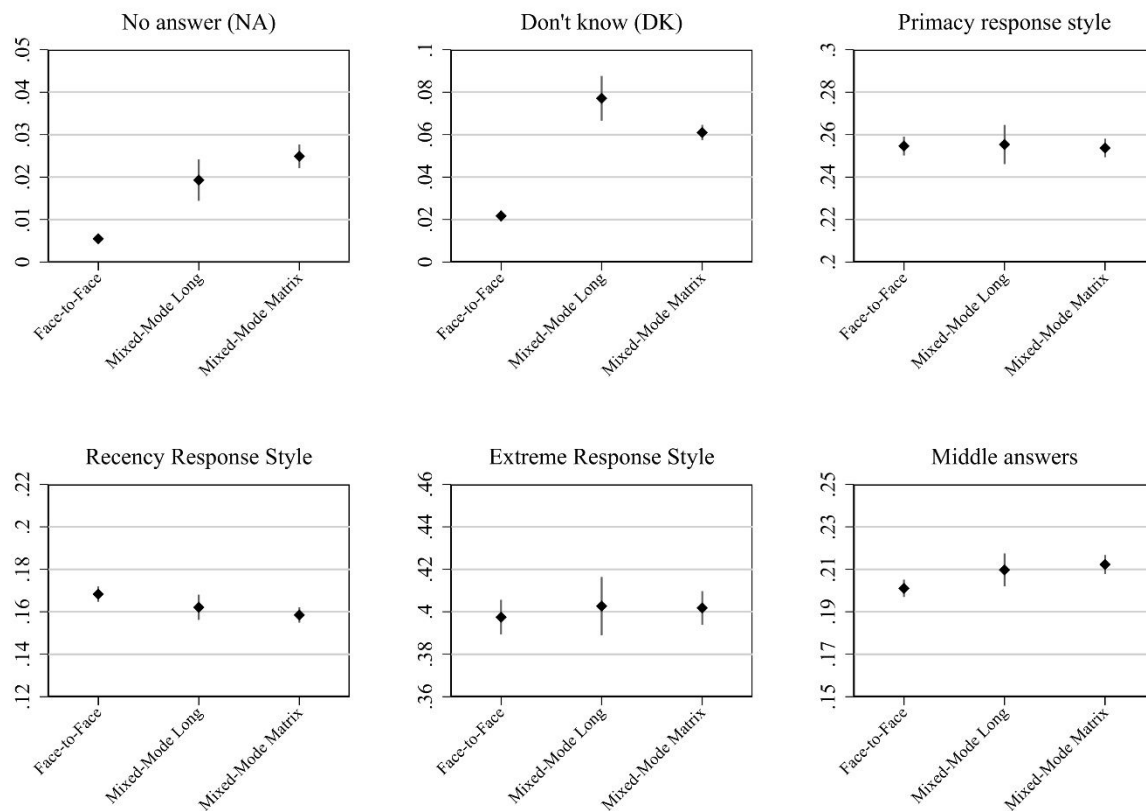 No answer (NA)
.05
.04
.03
.02
.01
0
Face-to-Face
Mixed-Mode Long
Mixed-Mode Matrix
Don't know (DK)
.1
.08
.06
.04
.02
0
Face-to-Face
Mixed-Mode Long
Mixed-Mode Matrix
Primacy response style
.3
.28
.26
.24
.22
.2
Face-to-Face
Mixed-Mode Long
Mixed-Mode Matrix
Recency Response Style
.22
.2
.18
.16
.14
.12
Face-to-Face
Mixed-Mode Long
Mixed-Mode Matrix
Extreme Response Style
.46
.44
.42
.4
.38
.36
Face-to-Face
Mixed-Mode Long
Mixed-Mode Matrix
Middle answers
.25
.23
.21
.19
.17
.15
Face-to-Face
Mixed-Mode Long
Mixed-Mode Matrix